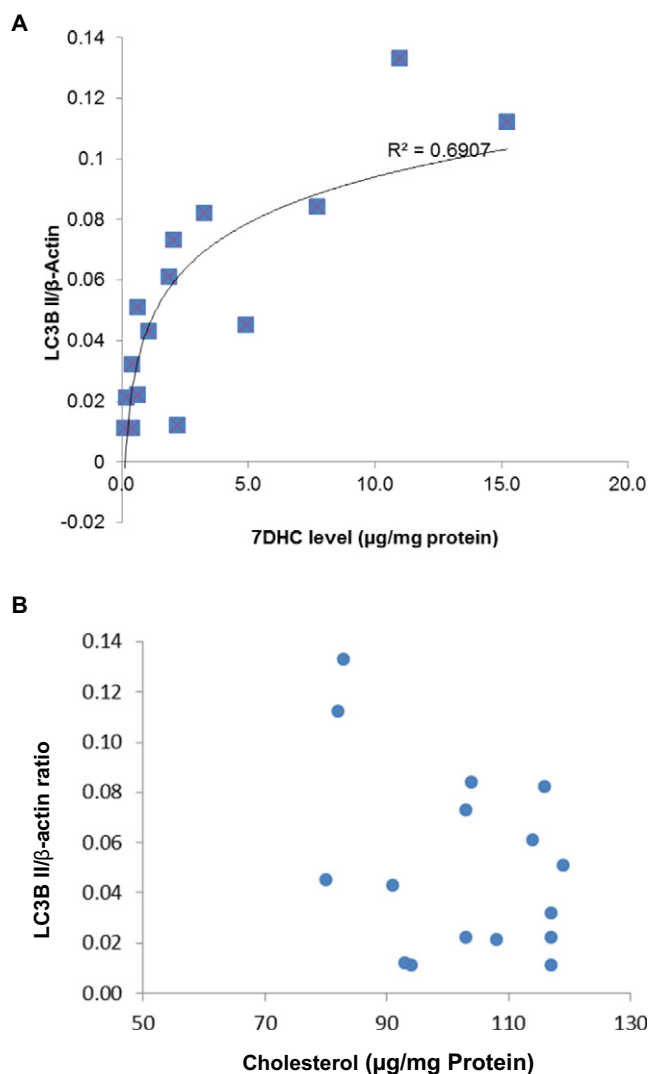 A
0.14
0.12
0.1
0.08
0.06
0.04
0.02
0
-0.02
LC3B II/β-Actin
R² = 0.6907
0.0 5.0 10.0 15.0 20.0
7DHC level (µg/mg protein)
B
0.14
0.12
0.10
0.08
0.06
0.04
0.02
0.00
LC3B II/β-actin ratio
50 70 90 110 130
Cholesterol (µg/mg Protein)